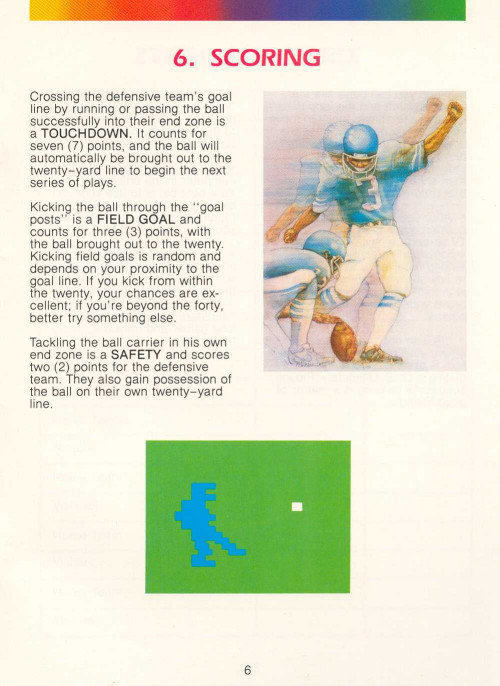 6. SCORING
Crossing the defensive team's goal
line by running or passing the ball
successfully into their end zone is
a TOUCHDOWN. It counts for
seven (7) points, and the ball will
automatically be brought out to the
twenty-yard line to begin the next
series of plays.
Kicking the ball through the "goal
posts" is a FIELD GOAL and
counts for three (3) points, with
the ball brought out to the twenty.
Kicking field goals is random and
depends on your proximity to the
goal line. If you kick from within
the twenty, your chances are ex-
cellent; if you're beyond the forty,
better try something else.
Tackling the ball carrier in his own
end zone is a SAFETY and scores
two (2) points for the defensive
team. They also gain possession of
the ball on their own twenty-yard
line.
3
6